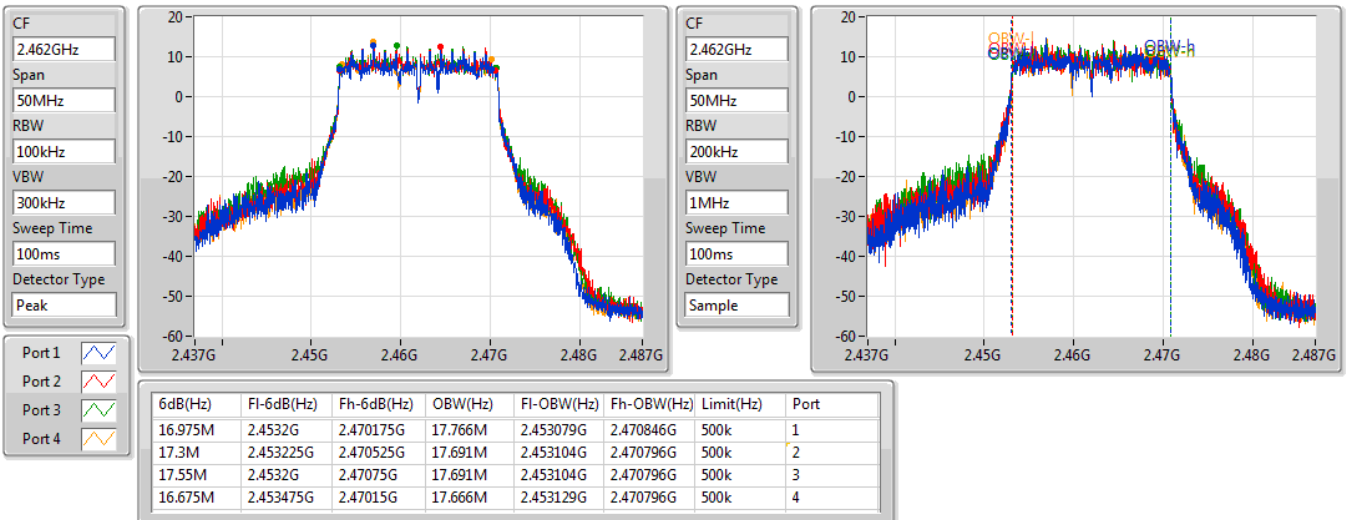 CF
2.462GHz
Span
50MHz
RBW
100kHz
VBW
300kHz
Sweep Time
100ms
Detector Type
Peak
20
10
0
-10
-20
-30
-40
-50
-60
2.437G 2.45G 2.46G 2.47G 2.48G 2.487G
CF
2.462GHz
Span
50MHz
RBW
200kHz
VBW
1MHz
Sweep Time
100ms
Detector Type
Sample
20
10
0
-10
-20
-30
-40
-50
-60
OBW-l
OBW-h
2.437G 2.45G 2.46G 2.47G 2.48G 2.487G
Port 1
Port 2
Port 3
Port 4
6dB(Hz) Fl-6dB(Hz) Fh-6dB(Hz) OBW(Hz) Fl-OBW(Hz) Fh-OBW(Hz) Limit(Hz) Port
16.975M 2.4532G 2.470175G 17.766M 2.453079G 2.470846G 500k 1
17.3M 2.453225G 2.470525G 17.691M 2.453104G 2.470796G 500k 2
17.55M 2.4532G 2.47075G 17.691M 2.453104G 2.470796G 500k 3
16.675M 2.453475G 2.47015G 17.666M 2.453129G 2.470796G 500k 4